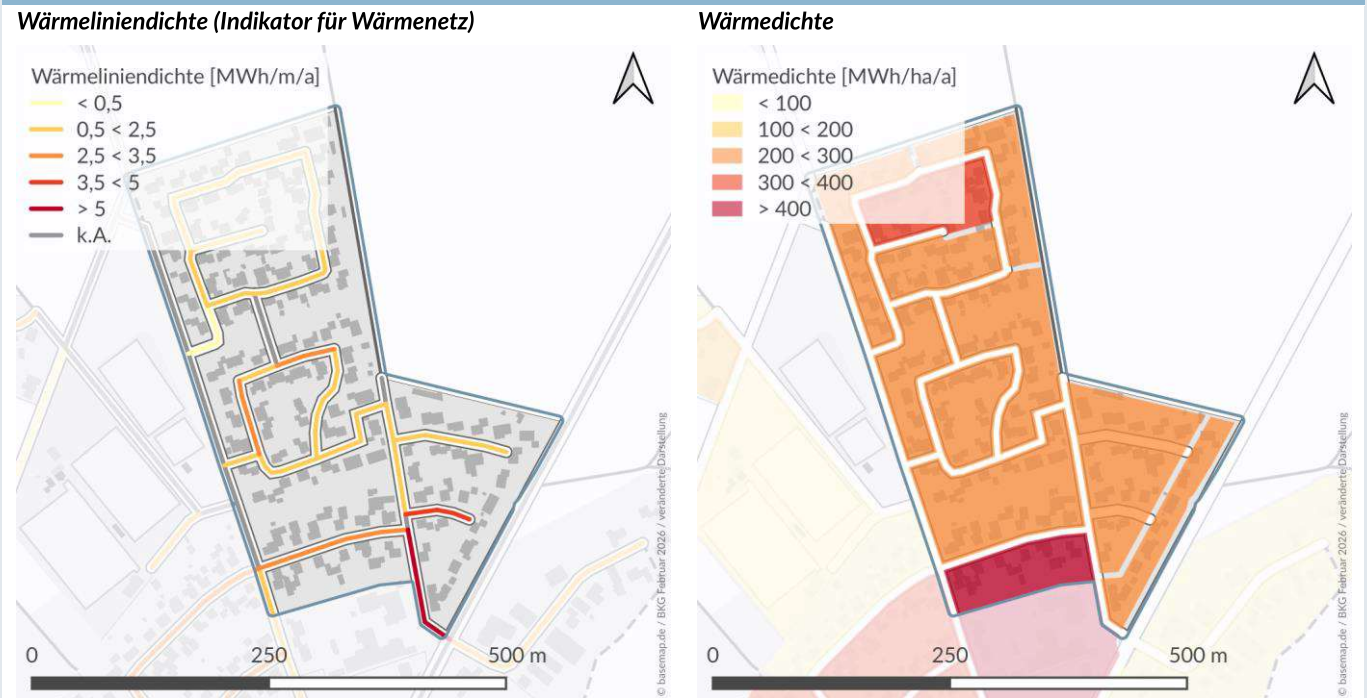 Wärmeliniendichte (Indikator für Wärmenetz)
Wärmeliniendichte [MWh/m/a]
< 0,5
0,5 < 2,5
2,5 < 3,5
3,5 < 5
> 5
k.A.
0 250 500 m
© basemap.de / BKG Februar 2026 / veränderte Darstellung
Wärmedichte
Wärmedichte [MWh/ha/a]
< 100
100 < 200
200 < 300
300 < 400
> 400
0 250 500 m
© basemap.de / BKG Februar 2026 / veränderte Darstellung